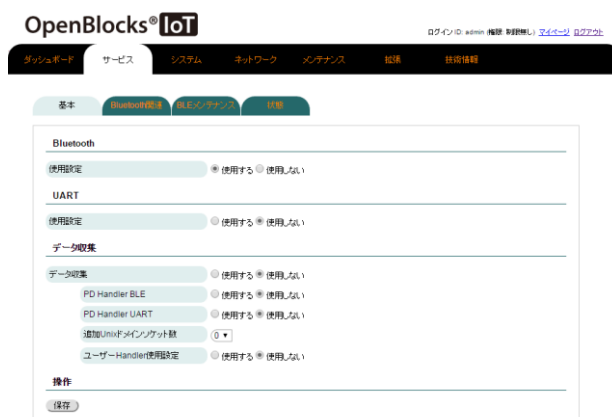 OpenBlocks® IoT
ログインID: admin (権限: 制限無し) マイページ ログアウト
ダッシュボード サービス システム ネットワーク メンテナンス 拡張 技術情報
基本 Bluetooth関連 BLEメンテナンス 状態
Bluetooth
使用設定 使用する 使用しない
UART
使用設定 使用する 使用しない
データ収集
データ収集 使用する 使用しない
PD Handler BLE 使用する 使用しない
PD Handler UART 使用する 使用しない
追加Unixドメインソケット数 0
ユーザーHandler使用設定 使用する 使用しない
操作
保存